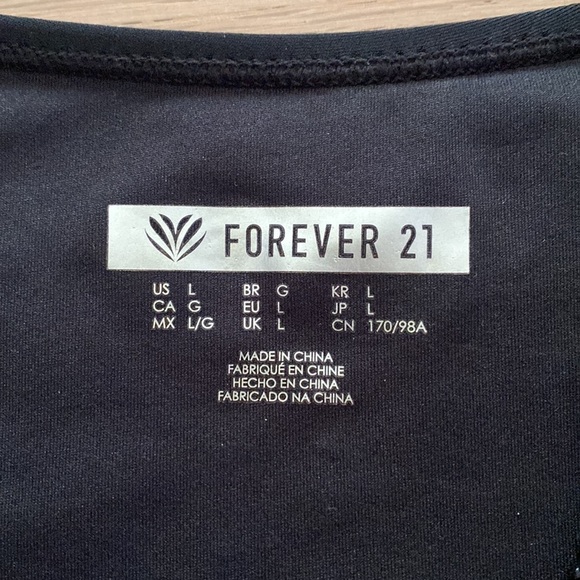 FOREVER 21
US L BR G KR L
CA G EU L JP L
MX L/G UK L CN 170/98A
MADE IN CHINA
FABRIQUÉ EN CHINE
HECHO EN CHINA
FABRICADO NA CHINA